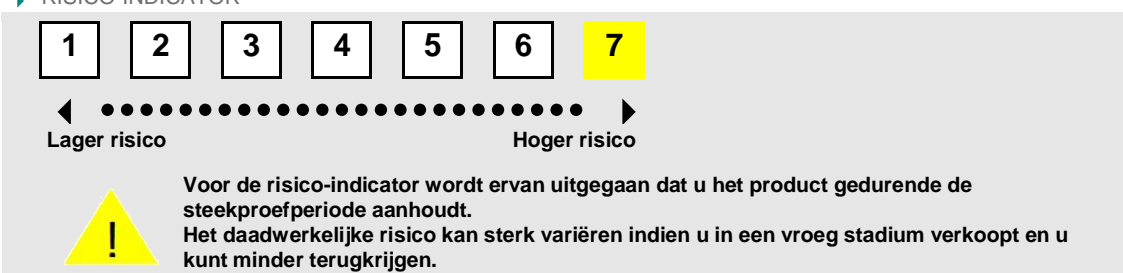 RISICO-INDICATOR
1 2 3 4 5 6 7
Lager risico Hoger risico
!
Voor de risico-indicator wordt ervan uitgegaan dat u het product gedurende de
steekproefperiode aanhoudt.
Het daadwerkelijke risico kan sterk variëren indien u in een vroeg stadium verkoopt en u
kunt minder terugkrijgen.